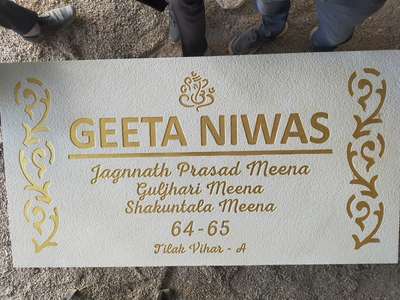 GEETA NIWAS
Jagnnath Prasad Meena
Guljhari Meena
Shakuntala Meena
64-65
Tilak Vihar - A